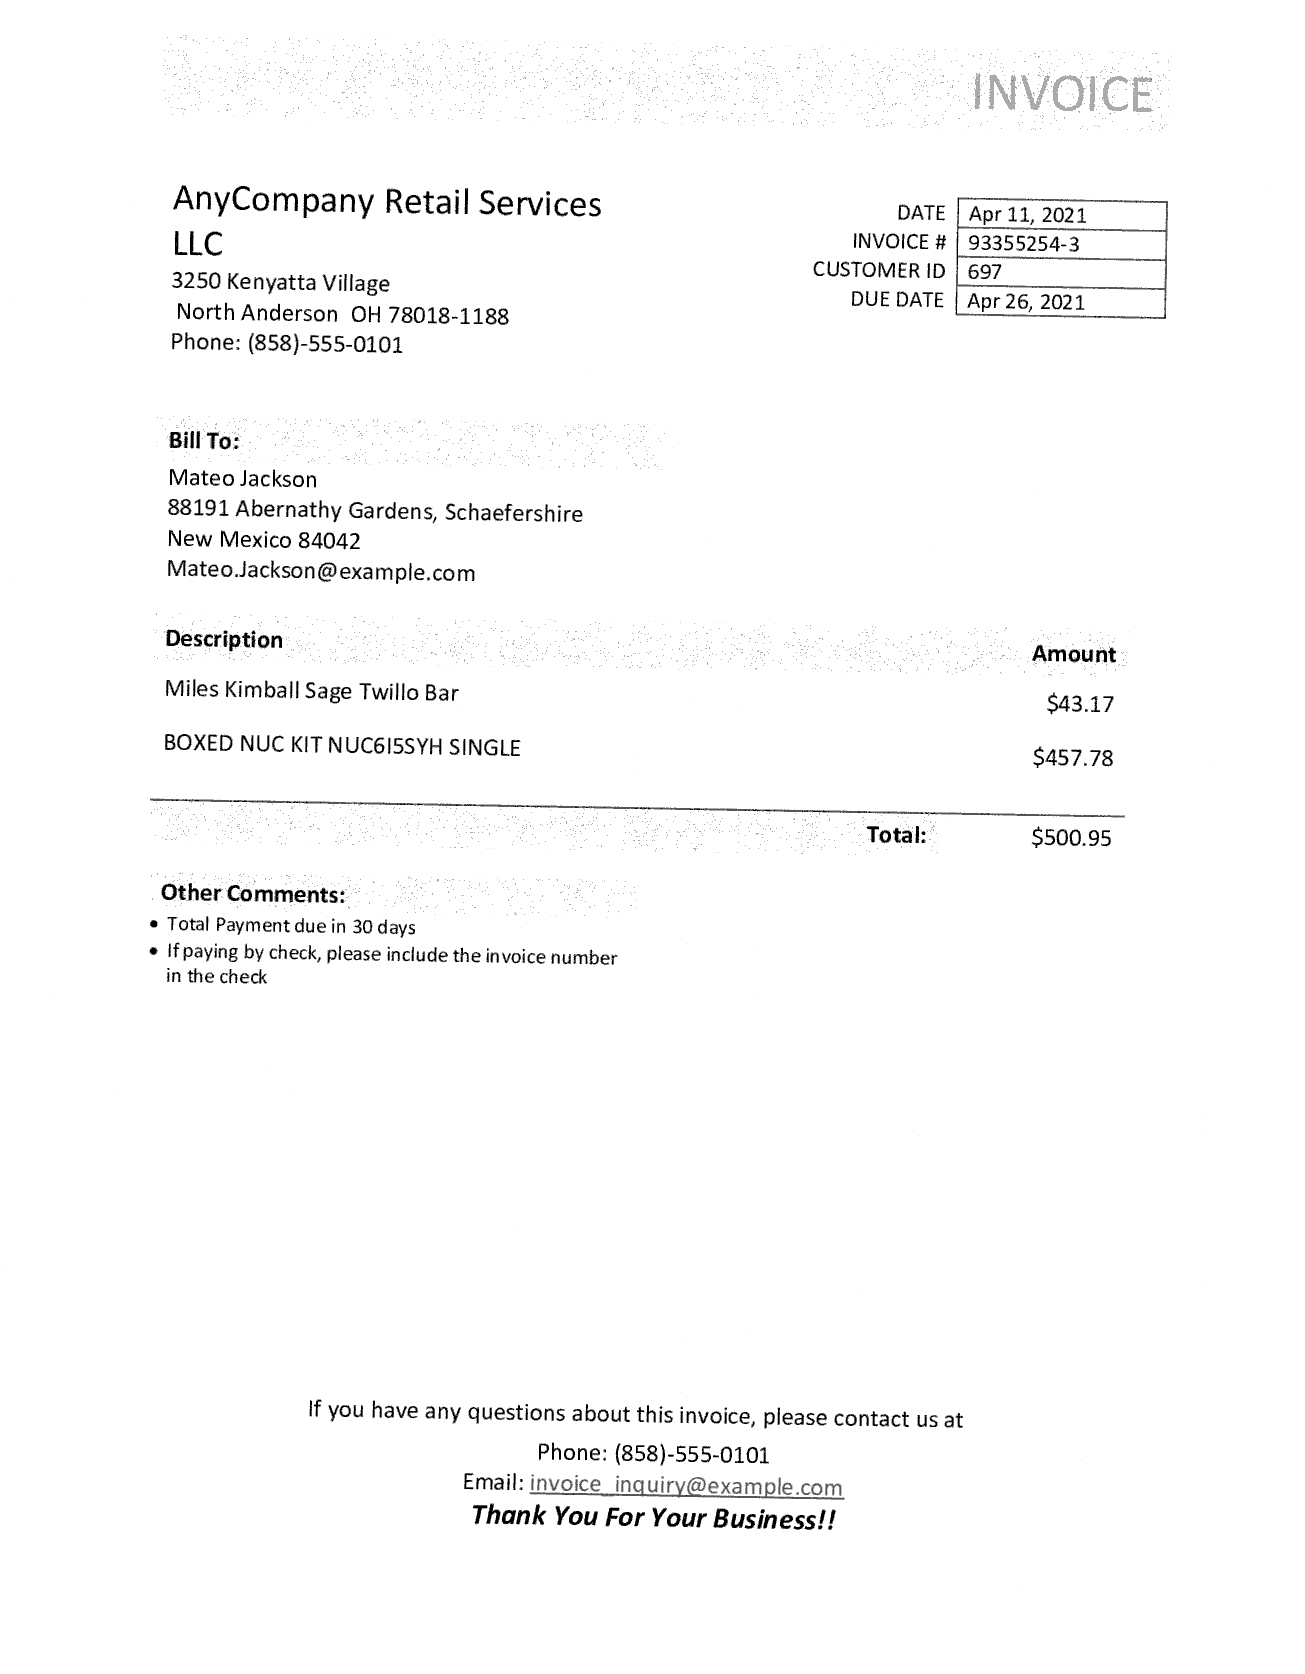 INVOICE
AnyCompany Retail Services
LLC
3250 Kenyatta Village
North Anderson OH 78018-1188
Phone: (858)-555-0101
DATE Apr 11, 2021
INVOICE # 93355254-3
CUSTOMER ID 697
DUE DATE Apr 26, 2021
Bill To:
Mateo Jackson
88191 Abernathy Gardens, Schaefershire
New Mexico 84042
Mateo.Jackson@example.com
Description Amount
Miles Kimball Sage Twillo Bar $43.17
BOXED NUC KIT NUC6I5SYH SINGLE $457.78
Total: $500.95
Other Comments:
• Total Payment due in 30 days
• If paying by check, please include the invoice number
in the check
If you have any questions about this invoice, please contact us at
Phone: (858)-555-0101
Email: invoice_inquiry@example.com
Thank You For Your Business!!